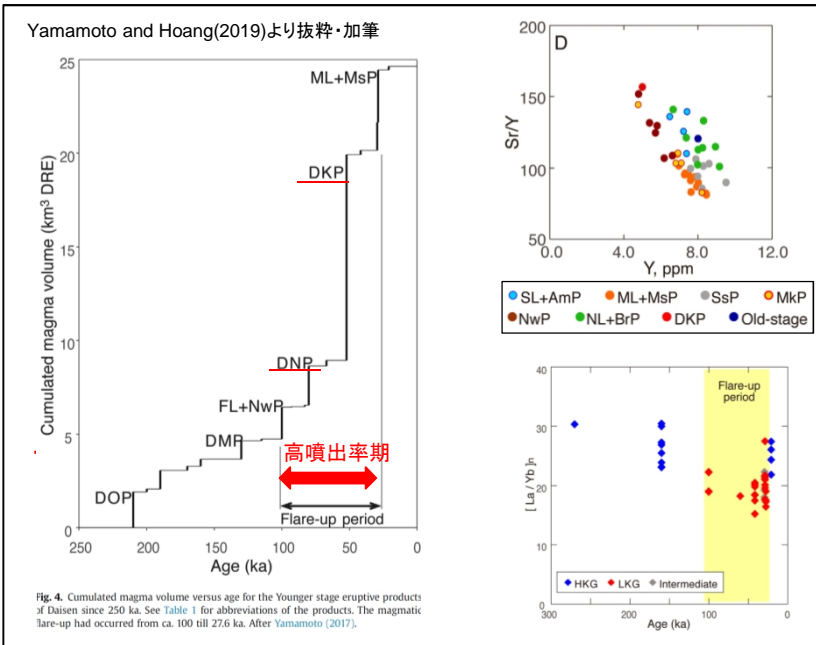 Yamamoto and Hoang(2019)より抜粋・加筆
25
20
15
10
5
0
Cumulated magma volume (km³ DRE)
ML+MsP
DKP
DNP
FL+NwP
DMP
DOP
高噴出率期
Flare-up period
250 200 150 100 50 0
Age (ka)
Fig. 4. Cumulated magma volume versus age for the Younger stage eruptive products
of Daisen since 250 ka. See Table 1 for abbreviations of the products. The magmatic
flare-up had occurred from ca. 100 till 27.6 ka. After Yamamoto (2017).
D
200
150
100
50
Sr/Y
0.0 4.0 8.0 12.0
Y, ppm
SL+AmP ML+MsP SsP MkP
NwP NL+BrP DKP Old-stage
40
30
20
10
0
[ La / Yb ]n
Flare-up
period
HKG LKG Intermediate
300 200 100 0
Age (ka)